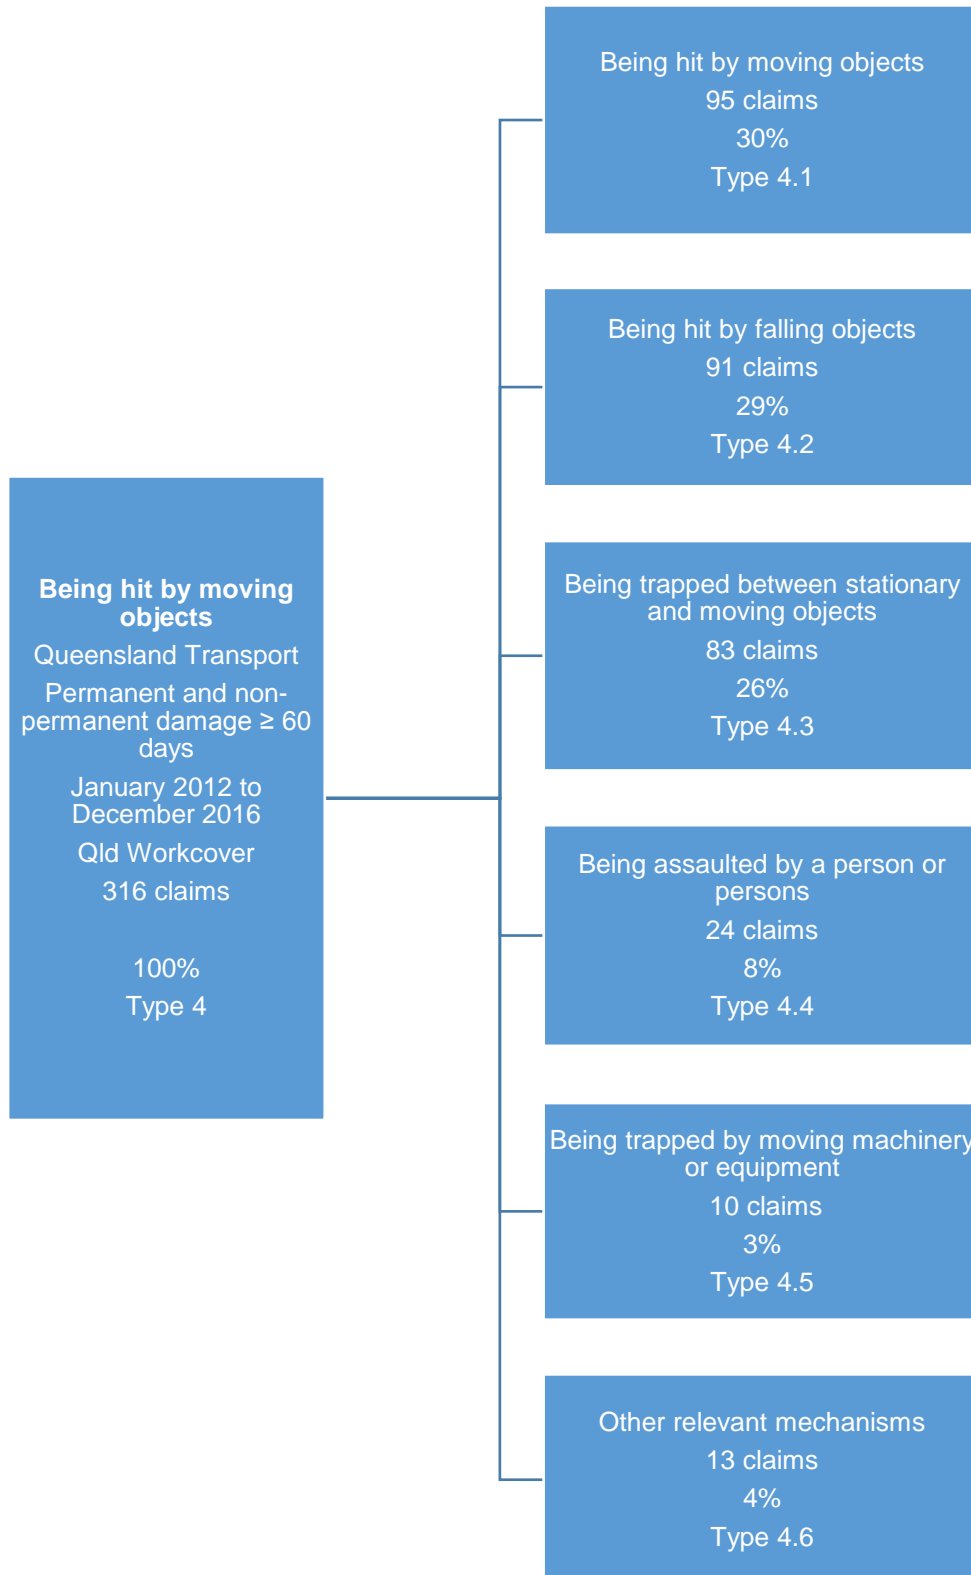 Being hit by moving objects
95 claims
30%
Type 4.1
Being hit by falling objects
91 claims
29%
Type 4.2
Being trapped between stationary
and moving objects
83 claims
26%
Type 4.3
Being hit by moving
objects
Queensland Transport
Permanent and non-
permanent damage ≥ 60
days
January 2012 to
December 2016
Qld Workcover
316 claims
100%
Type 4
Being assaulted by a person or
persons
24 claims
8%
Type 4.4
Being trapped by moving machinery
or equipment
10 claims
3%
Type 4.5
Other relevant mechanisms
13 claims
4%
Type 4.6